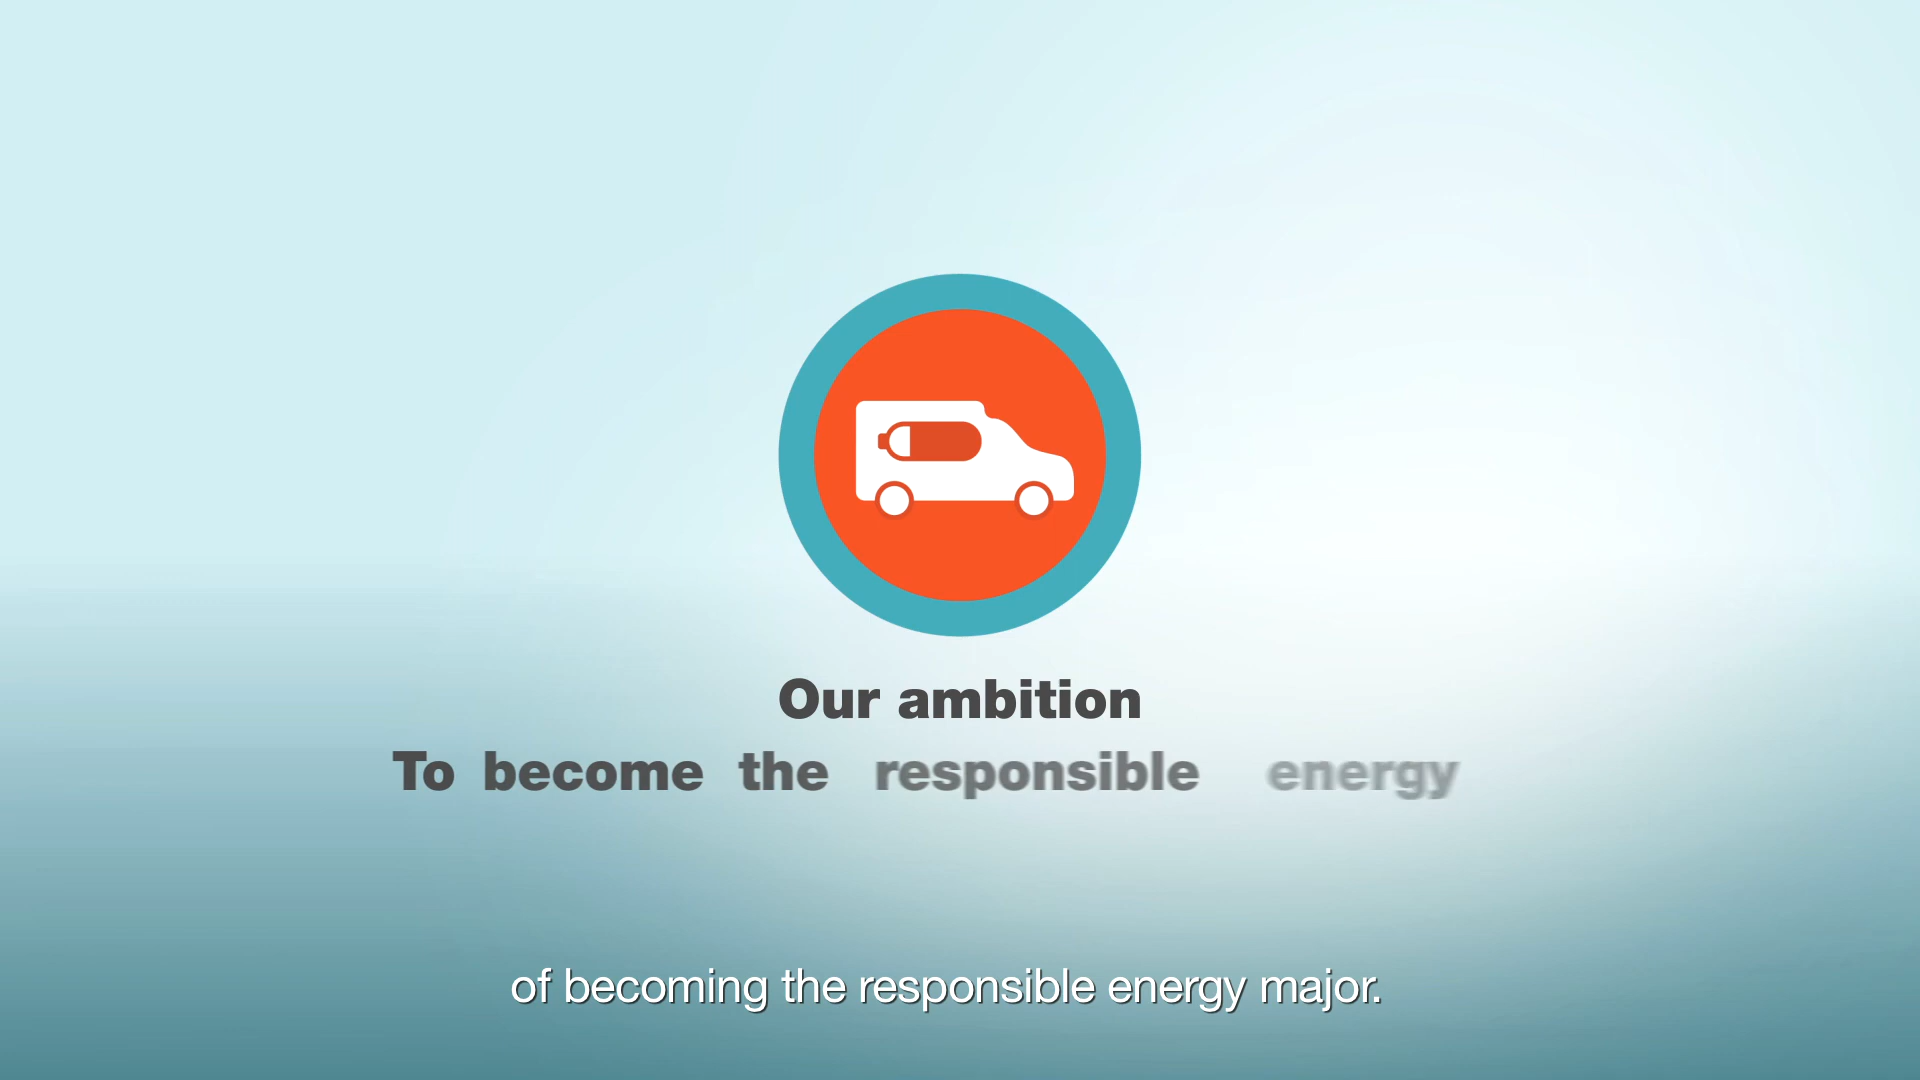 Our ambition
To become the responsible energy
of becoming the responsible energy major.